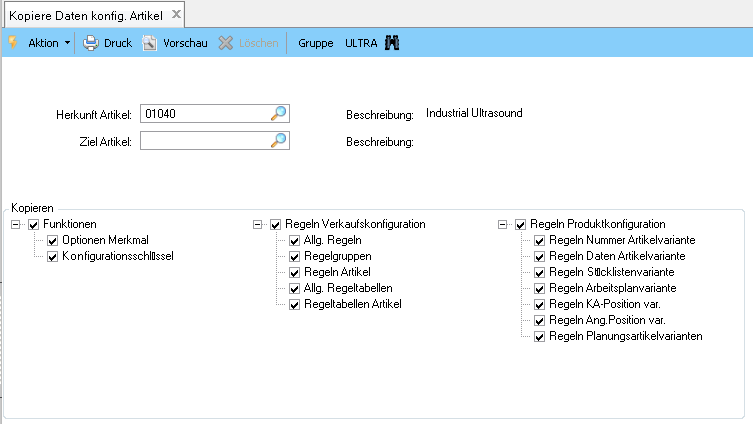 Kopiere Daten konfig. Artikel
Aktion Druck Vorschau Löschen Gruppe ULTRA
Herkunft Artikel: 01040 Beschreibung: Industrial Ultrasound
Ziel Artikel: Beschreibung:
Kopieren
Funktionen
Optionen Merkmal
Konfigurationsschlüssel
Regeln Verkaufskonfiguration
Allg. Regeln
Regelgruppen
Regeln Artikel
Allg. Regeltabellen
Regeltabellen Artikel
Regeln Produktkonfiguration
Regeln Nummer Artikelvariante
Regeln Daten Artikelvariante
Regeln Stücklistenvariante
Regeln Arbeitsplanvariante
Regeln KA-Position var.
Regeln Ang.Position var.
Regeln Planungsartikelvarianten